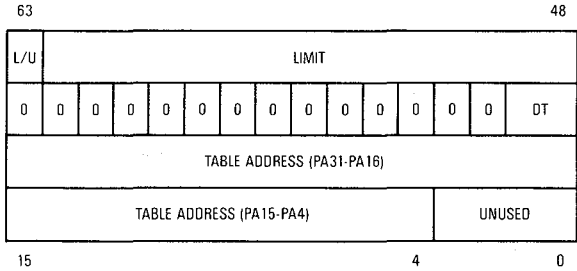 63 48
L/U LIMIT
0 0 0 0 0 0 0 0 0 0 0 0 0 0 DT
TABLE ADDRESS (PA31-PA16)
TABLE ADDRESS (PA15-PA4) UNUSED
15 4 0